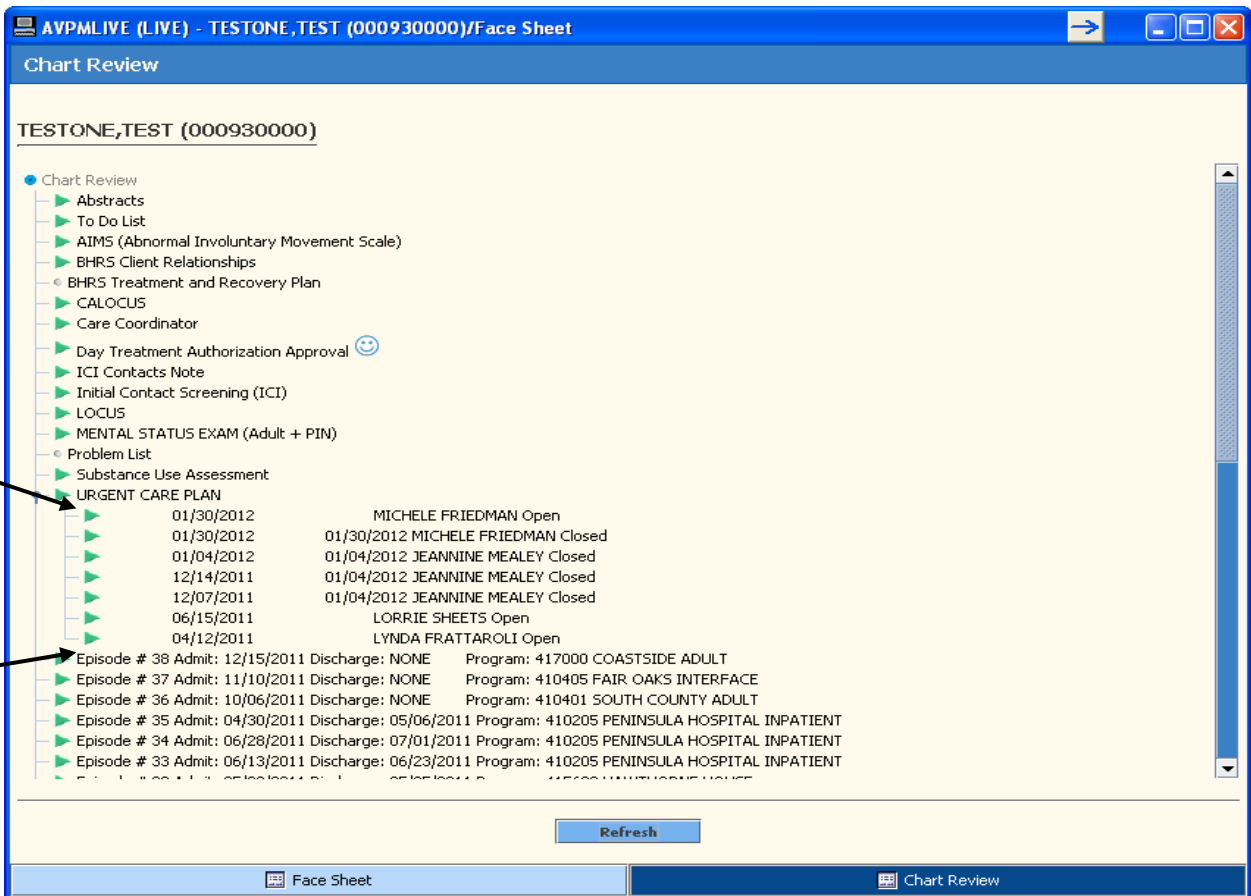 AVPMLIVE (LIVE) - TESTONE,TEST (000930000)/Face Sheet
Chart Review
TESTONE,TEST (000930000)
Chart Review
Abstracts
To Do List
AIMS (Abnormal Involuntary Movement Scale)
BHRS Client Relationships
BHRS Treatment and Recovery Plan
CALOCUS
Care Coordinator
Day Treatment Authorization Approval
ICI Contacts Note
Initial Contact Screening (ICI)
LOCUS
MENTAL STATUS EXAM (Adult + PIN)
Problem List
Substance Use Assessment
URGENT CARE PLAN
01/30/2012 MICHELE FRIEDMAN Open
01/30/2012 01/30/2012 MICHELE FRIEDMAN Closed
01/04/2012 01/04/2012 JEANNINE MEALEY Closed
12/14/2011 01/04/2012 JEANNINE MEALEY Closed
12/07/2011 01/04/2012 JEANNINE MEALEY Closed
06/15/2011 LORRIE SHEETS Open
04/12/2011 LYNDA FRATTAROLI Open
Episode # 38 Admit: 12/15/2011 Discharge: NONE Program: 417000 COASTSIDE ADULT
Episode # 37 Admit: 11/10/2011 Discharge: NONE Program: 410405 FAIR OAKS INTERFACE
Episode # 36 Admit: 10/06/2011 Discharge: NONE Program: 410401 SOUTH COUNTY ADULT
Episode # 35 Admit: 04/30/2011 Discharge: 05/06/2011 Program: 410205 PENINSULA HOSPITAL INPATIENT
Episode # 34 Admit: 06/28/2011 Discharge: 07/01/2011 Program: 410205 PENINSULA HOSPITAL INPATIENT
Episode # 33 Admit: 06/13/2011 Discharge: 06/23/2011 Program: 410205 PENINSULA HOSPITAL INPATIENT
Refresh
Face Sheet
Chart Review